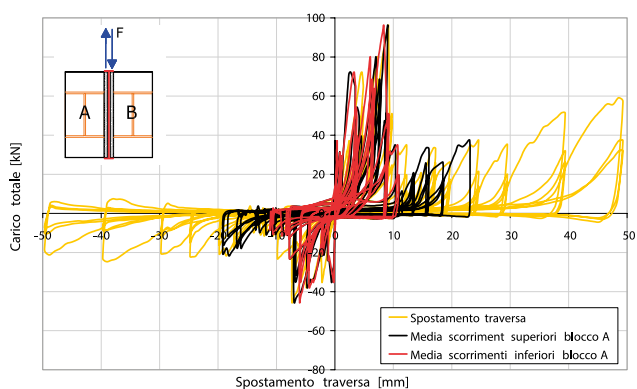 100
80
60
40
20
0
-20
-40
-60
-80
-50
-40
-30
-20
-10
0
10
20
30
40
50
F
A
B
Carico totale [kN]
Spostamento traversa
Media scorriment superiori blocco A
Media scorrimenti inferiori blocco A
Spostamento traversa [mm]